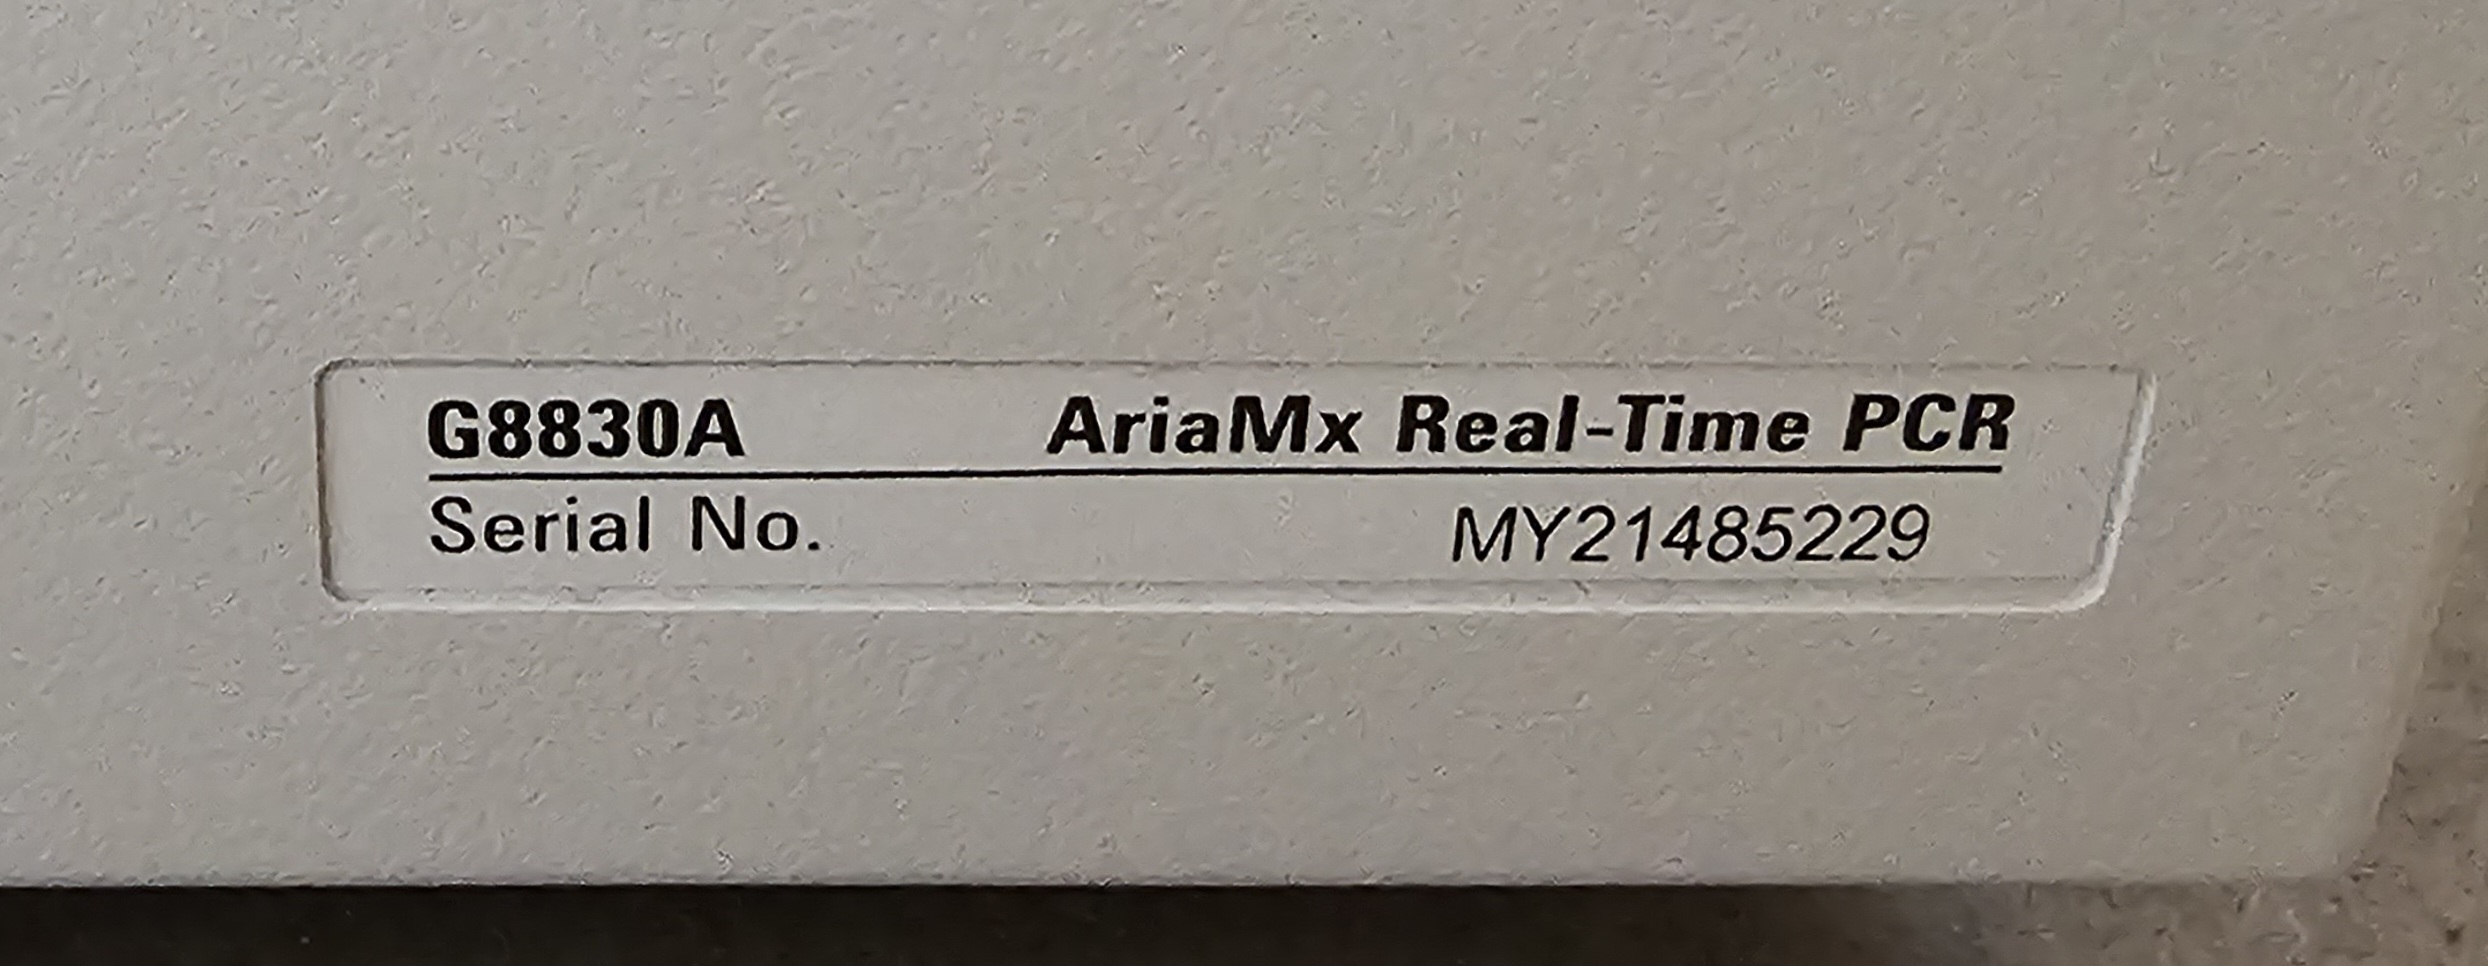 G8830A AriaMx Real-Time PCR
Serial No. MY21485229